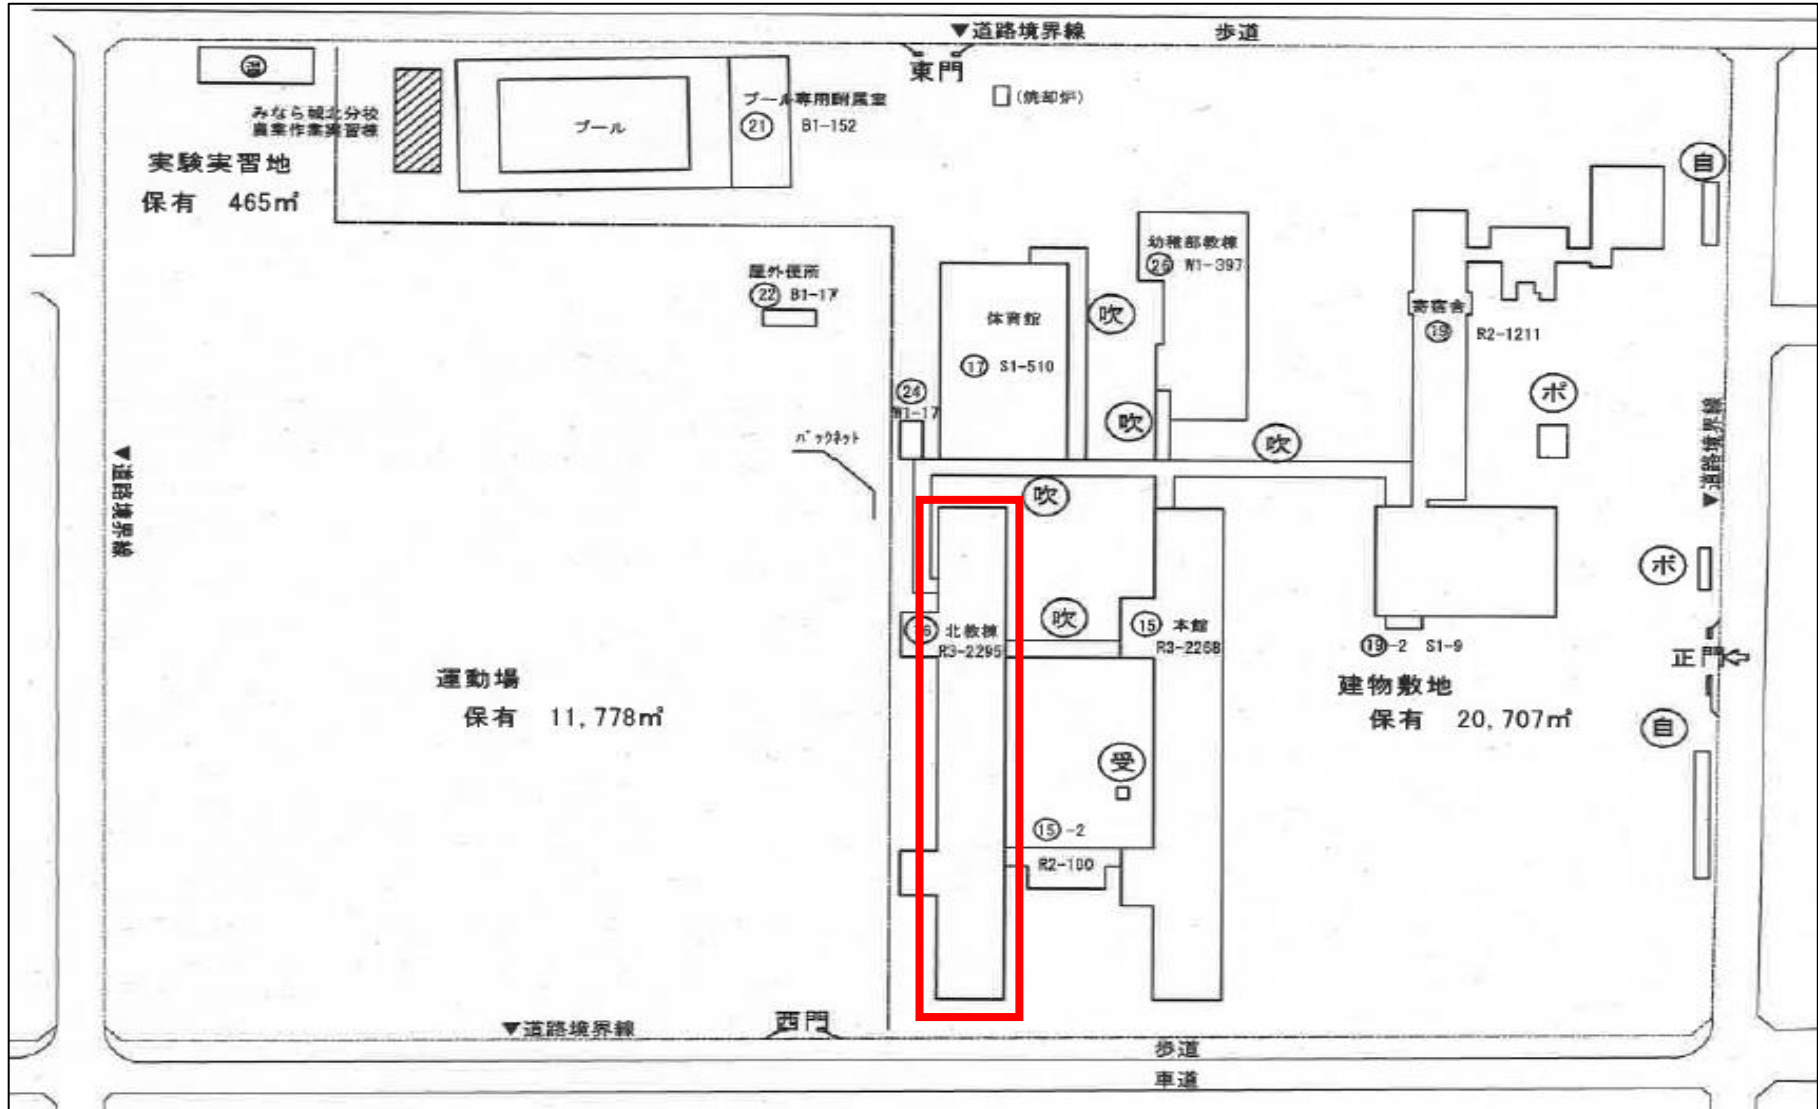 ▼道路境界線
歩道
東門
(焼却炉)
みなら城北分校
農業作業実習棟
プール
プール専用附属室
21 B1-152
実験実習地
保有 465㎡
自
幼稚部教棟
26 W1-397
屋外便所
22 B1-17
体育館
17 S1-510
吹
寄宿舎
19 R2-1211
24
W1-17
吹
ポ
バックネット
吹
▼道路境界線
▼道路境界線
吹
ポ
吹
16 北教棟
R3-2295
15 本館
R3-2268
19-2 S1-9
正門
運動場
保有 11,778㎡
建物敷地
保有 20,707㎡
自
受
15-2
R2-100
西門
▼道路境界線
歩道
車道